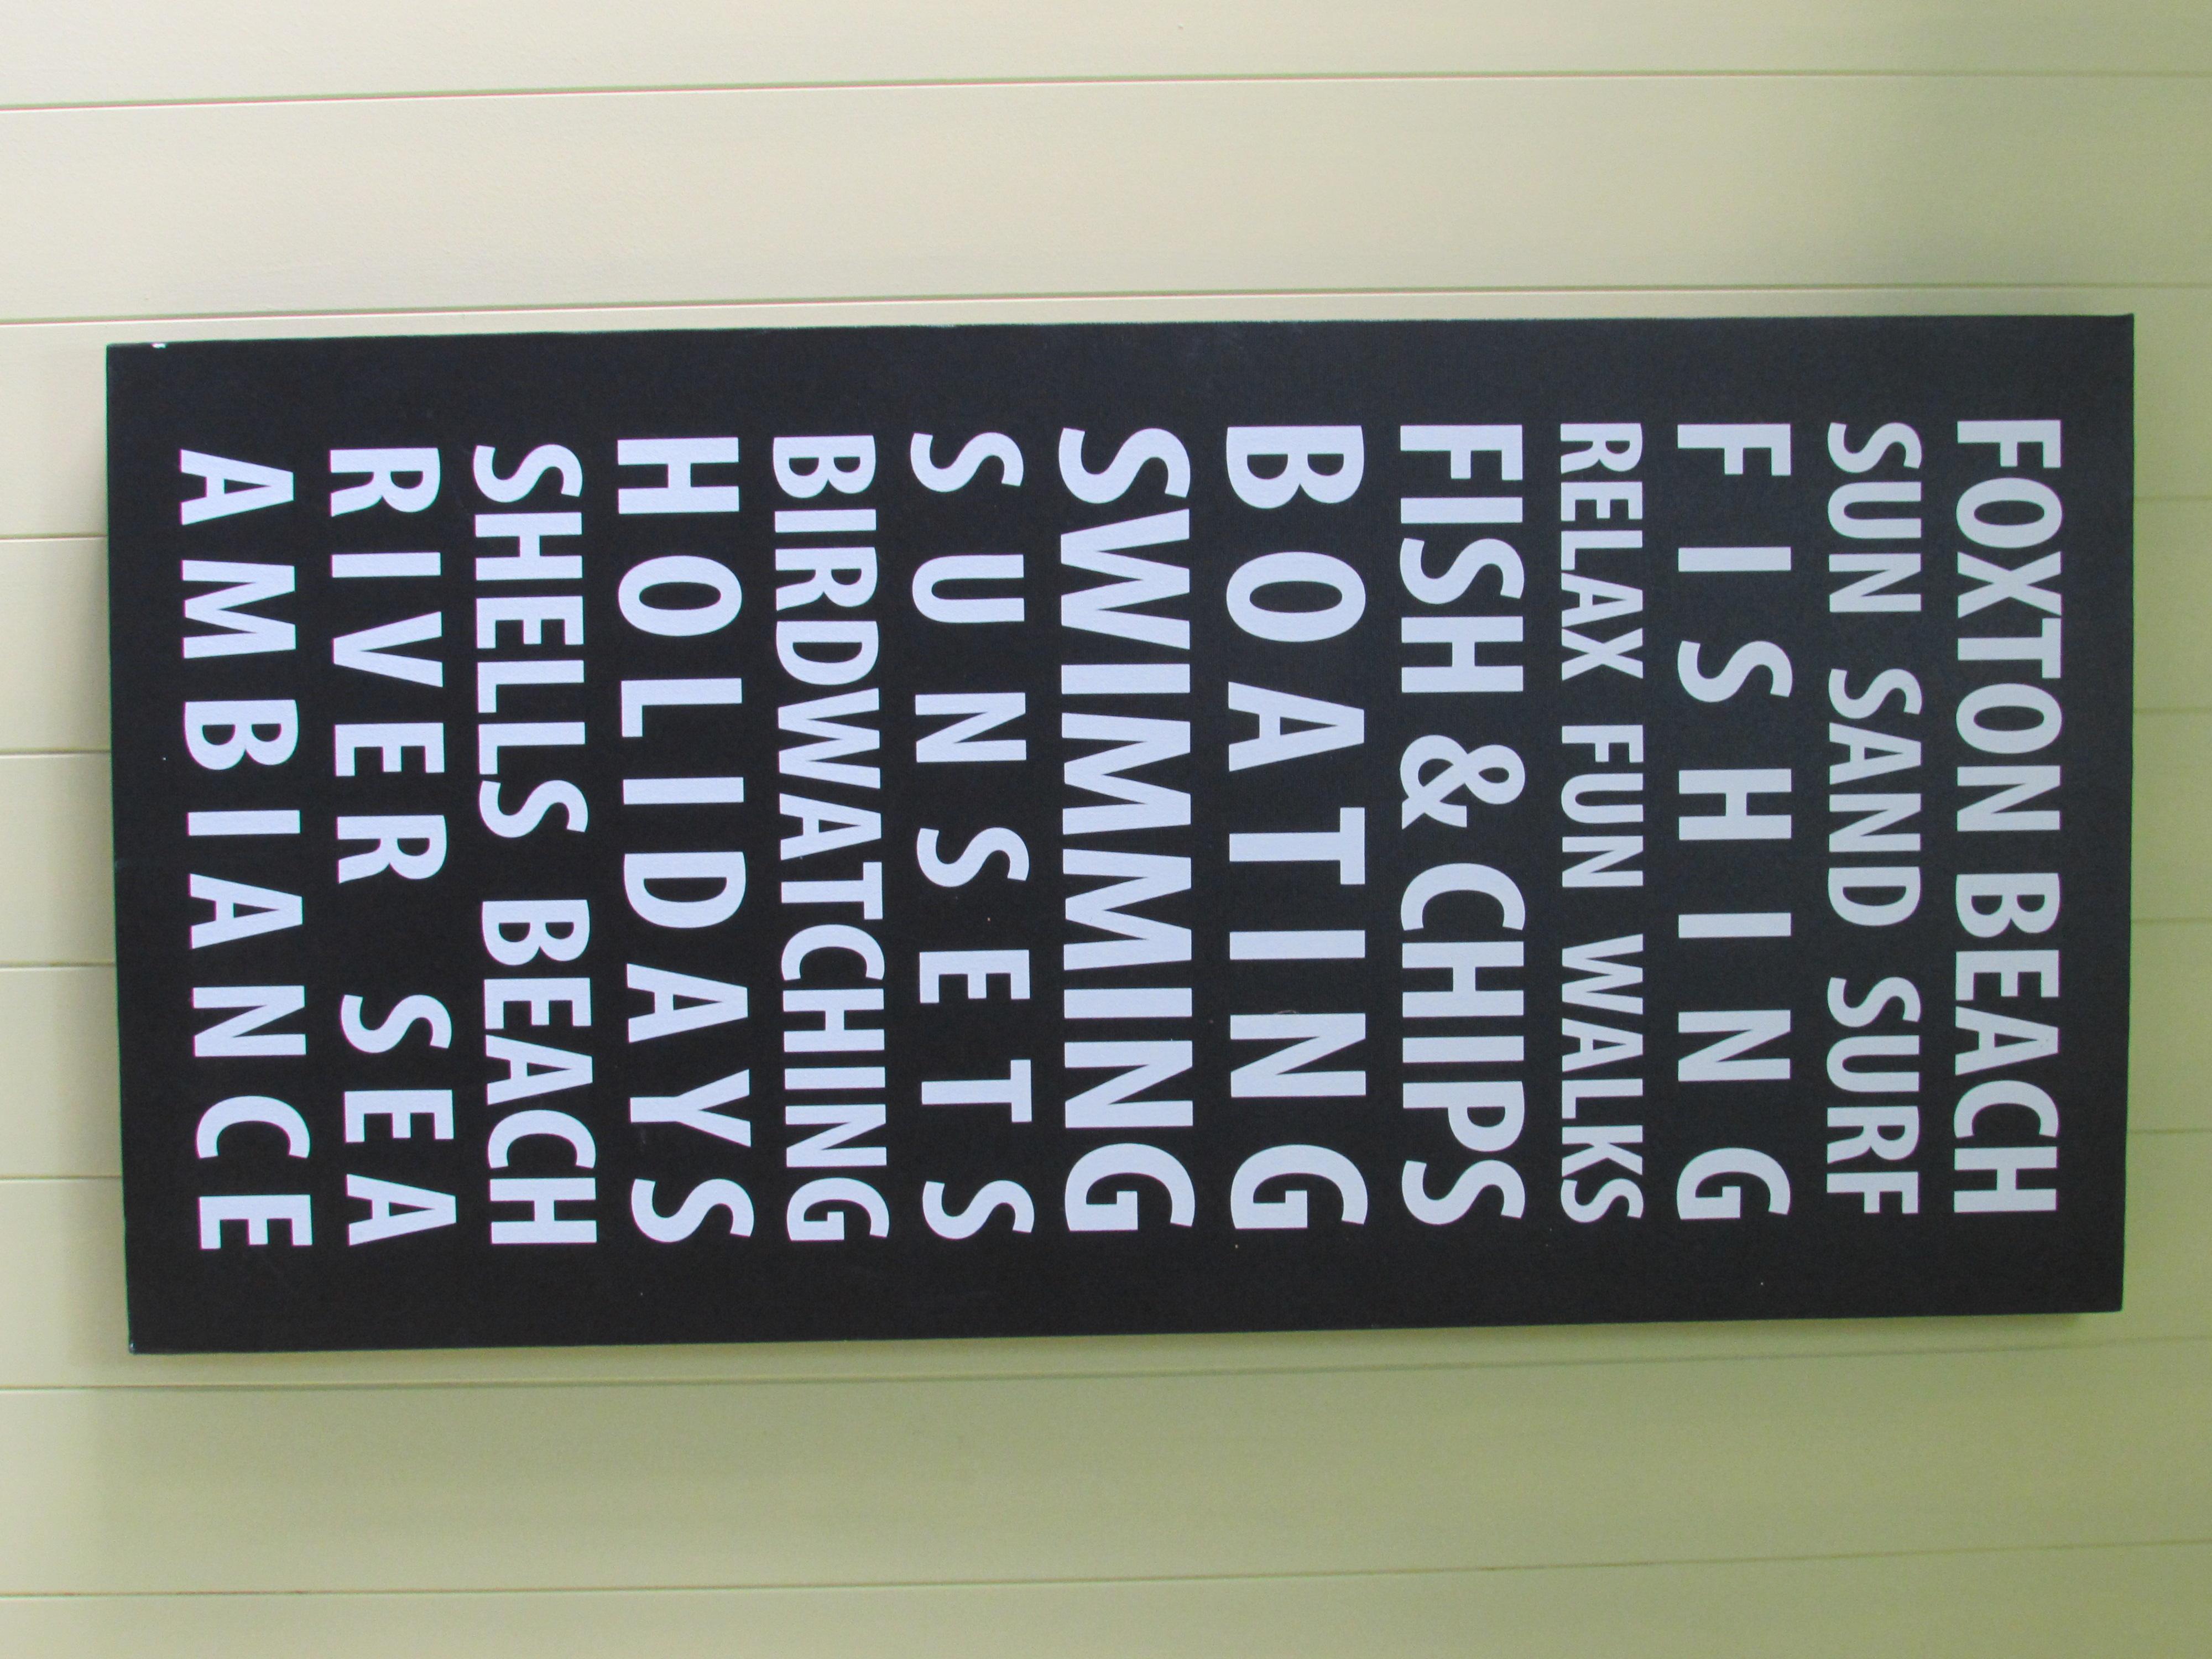 FOXTON BEACH
SUN SAND SURF
FISHING
RELAX FUN WALKS
FISH & CHIPS
BOATING
SWIMMING
SUNSETS
BIRDWATCHING
HOLIDAYS
SHELLS BEACH
RIVER SEA
AMBIANCE